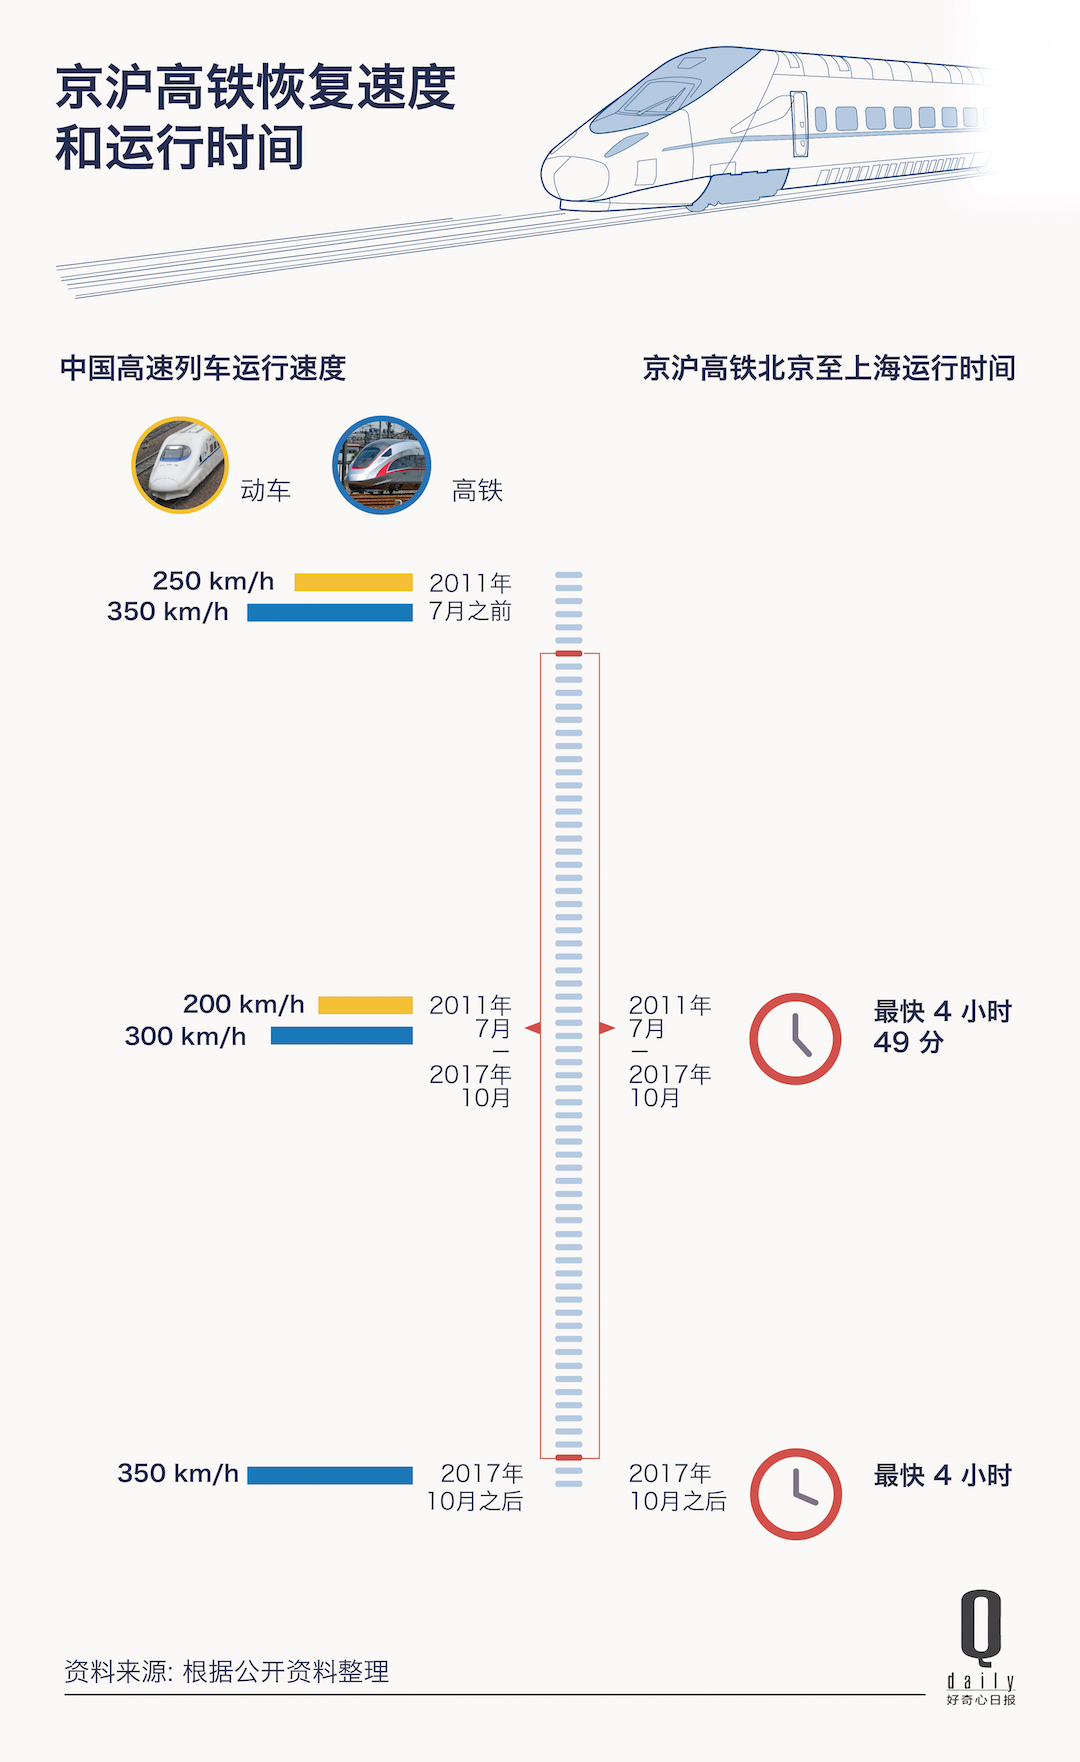 京沪高铁恢复速度
和运行时间
中国高速列车运行速度
京沪高铁北京至上海运行时间
动车
高铁
250 km/h
350 km/h
2011年
7月之前
200 km/h
300 km/h
2011年
7月
—
2017年
10月
2011年
7月
—
2017年
10月
最快 4 小时
49 分
350 km/h
2017年
10月之后
2017年
10月之后
最快 4 小时
资料来源: 根据公开资料整理
Q
daily
好奇心日报